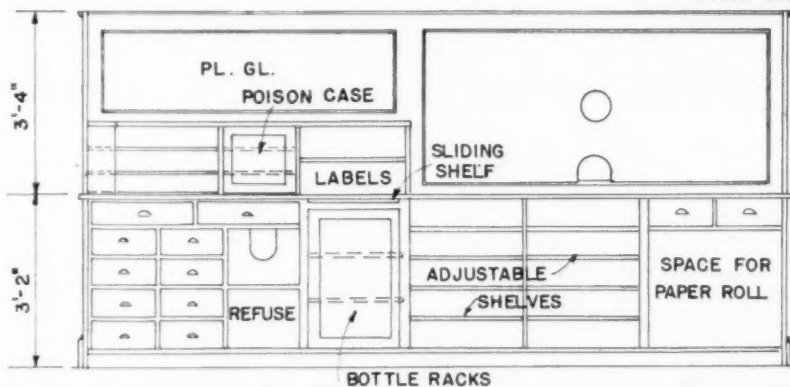 PL. GL.
POISON CASE
3'-4"
SLIDING
SHELF
LABELS
3'-2"
ADJUSTABLE
SHELVES
SPACE FOR
PAPER ROLL
REFUSE
BOTTLE RACKS